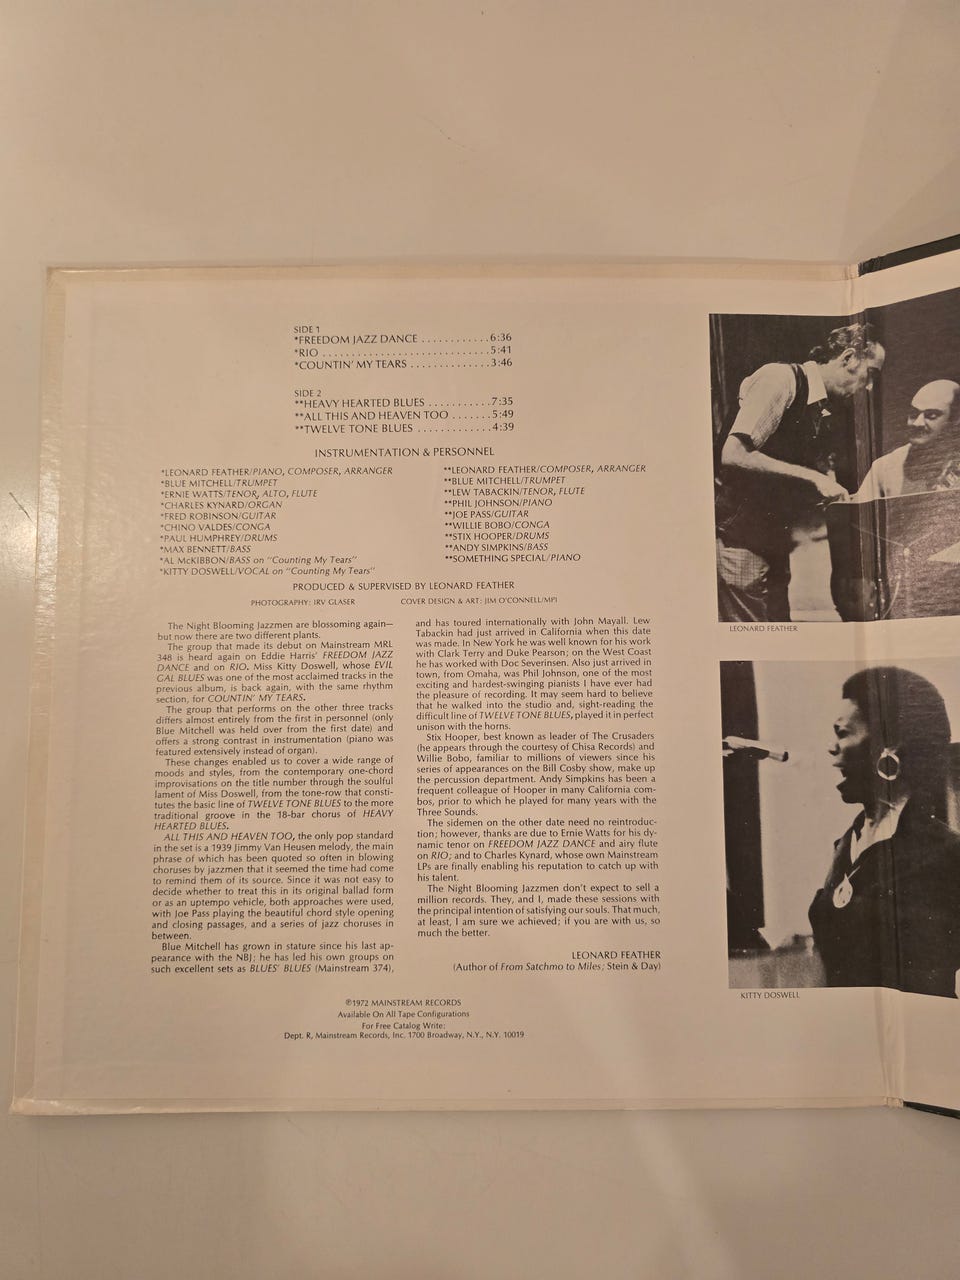 SIDE 1
*FREEDOM JAZZ DANCE ............6:36
*RIO ..............................5:41
*COUNTIN' MY TEARS ..............3:46
SIDE 2
**HEAVY HEARTED BLUES ...........7:35
**ALL THIS AND HEAVEN TOO .......5:49
**TWELVE TONE BLUES .............4:39
INSTRUMENTATION & PERSONNEL
*LEONARD FEATHER/PIANO, COMPOSER, ARRANGER
*BLUE MITCHELL/TRUMPET
*ERNIE WATTS/TENOR, ALTO, FLUTE
*CHARLES KYNARD/ORGAN
*FRED ROBINSON/GUITAR
*CHINO VALDES/CONGA
*PAUL HUMPHREY/DRUMS
*MAX BENNETT/BASS
*AL McKIBBON/BASS on "Counting My Tears"
*KITTY DOSWELL/VOCAL on "Counting My Tears"
**LEONARD FEATHER/COMPOSER, ARRANGER
**BLUE MITCHELL/TRUMPET
**LEW TABACKIN/TENOR, FLUTE
**PHIL JOHNSON/PIANO
**JOE PASS/GUITAR
**WILLIE BOBO/CONGA
**STIX HOOPER/DRUMS
**ANDY SIMPKINS/BASS
**SOMETHING SPECIAL/PIANO
PRODUCED & SUPERVISED BY LEONARD FEATHER
PHOTOGRAPHY: IRV GLASER
COVER DESIGN & ART: JIM O'CONNELL/MPI
The Night Blooming Jazzmen are blossoming again—
but now there are two different plants.
The group that made its debut on Mainstream MRL
348 is heard again on Eddie Harris' FREEDOM JAZZ
DANCE and on RIO. Miss Kitty Doswell, whose EVIL
GAL BLUES was one of the most acclaimed tracks in the
previous album, is back again, with the same rhythm
section, for COUNTIN' MY TEARS.
The group that performs on the other three tracks
differs almost entirely from the first in personnel (only
Blue Mitchell was held over from the first date) and
offers a strong contrast in instrumentation (piano was
featured extensively instead of organ).
These changes enabled us to cover a wide range of
moods and styles, from the contemporary one-chord
improvisations on the title number through the soulful
lament of Miss Doswell, from the tone-row that consti-
tutes the basic line of TWELVE TONE BLUES to the more
traditional groove in the 18-bar chorus of HEAVY
HEARTED BLUES.
ALL THIS AND HEAVEN TOO, the only pop standard
in the set is a 1939 Jimmy Van Heusen melody, the main
phrase of which has been quoted so often in blowing
choruses by jazzmen that it seemed the time had come
to remind them of its source. Since it was not easy to
decide whether to treat this in its original ballad form
or as an uptempo vehicle, both approaches were used,
with Joe Pass playing the beautiful chord style opening
and closing passages, and a series of jazz choruses in
between.
Blue Mitchell has grown in stature since his last ap-
pearance with the NBJ; he has led his own groups on
such excellent sets as BLUES' BLUES (Mainstream 374),
and has toured internationally with John Mayall. Lew
Tabackin had just arrived in California when this date
was made. In New York he was well known for his work
with Clark Terry and Duke Pearson; on the West Coast
he has worked with Doc Severinsen. Also just arrived in
town, from Omaha, was Phil Johnson, one of the most
exciting and hardest-swinging pianists I have ever had
the pleasure of recording. It may seem hard to believe
that he walked into the studio and, sight-reading the
difficult line of TWELVE TONE BLUES, played it in perfect
unison with the horns.
Stix Hooper, best known as leader of The Crusaders
(he appears through the courtesy of Chisa Records) and
Willie Bobo, familiar to millions of viewers since his
series of appearances on the Bill Cosby show, make up
the percussion department. Andy Simpkins has been a
frequent colleague of Hooper in many California com-
bos, prior to which he played for many years with the
Three Sounds.
The sidemen on the other date need no reintroduc-
tion; however, thanks are due to Ernie Watts for his dy-
namic tenor on FREEDOM JAZZ DANCE and airy flute
on RIO; and to Charles Kynard, whose own Mainstream
LPs are finally enabling his reputation to catch up with
his talent.
The Night Blooming Jazzmen don't expect to sell a
million records. They, and I, made these sessions with
the principal intention of satisfying our souls. That much,
at least, I am sure we achieved; if you are with us, so
much the better.
LEONARD FEATHER
(Author of From Satchmo to Miles; Stein & Day)
℗1972 MAINSTREAM RECORDS
Available On All Tape Configurations
For Free Catalog Write:
Dept. R, Mainstream Records, Inc. 1700 Broadway, N.Y., N.Y. 10019
LEONARD FEATHER
KITTY DOSWELL